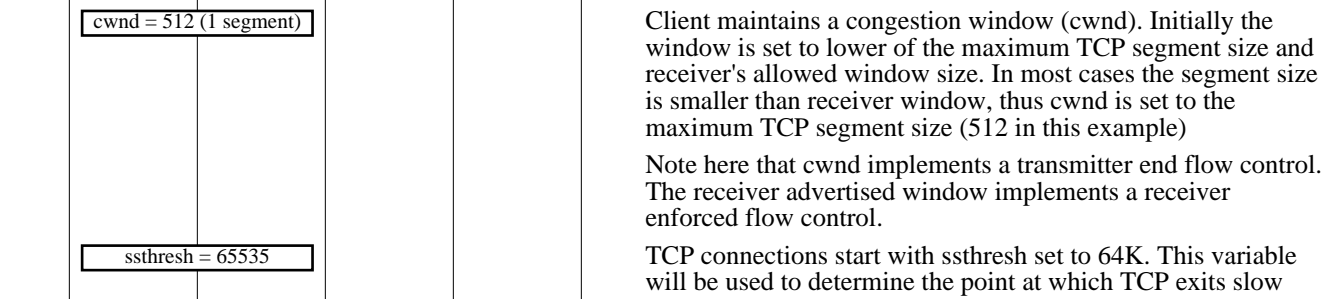 cwnd = 512 (1 segment)
Client maintains a congestion window (cwnd). Initially the
window is set to lower of the maximum TCP segment size and
receiver's allowed window size. In most cases the segment size
is smaller than receiver window, thus cwnd is set to the
maximum TCP segment size (512 in this example)
Note here that cwnd implements a transmitter end flow control.
The receiver advertised window implements a receiver
enforced flow control.
ssthresh = 65535
TCP connections start with ssthresh set to 64K. This variable
will be used to determine the point at which TCP exits slow